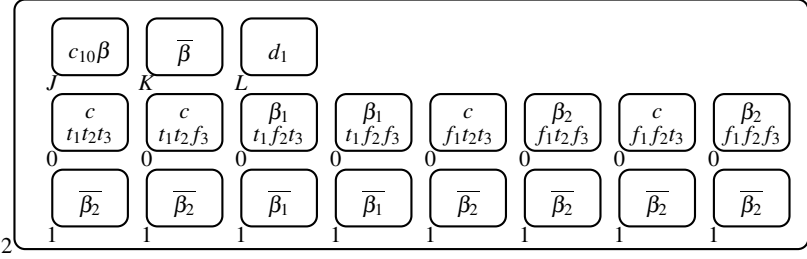 c₁₀β β̅ d₁
J K L
c c β₁ β₁ c β₂ c β₂
t₁t₂t₃ t₁t₂f₃ t₁f₂t₃ t₁f₂f₃ f₁t₂t₃ f₁t₂f₃ f₁f₂t₃ f₁f₂f₃
0 0 0 0 0 0 0 0
β̅₂ β̅₂ β̅₁ β̅₁ β̅₂ β̅₂ β̅₂ β̅₂
2 1 1 1 1 1 1 1 1